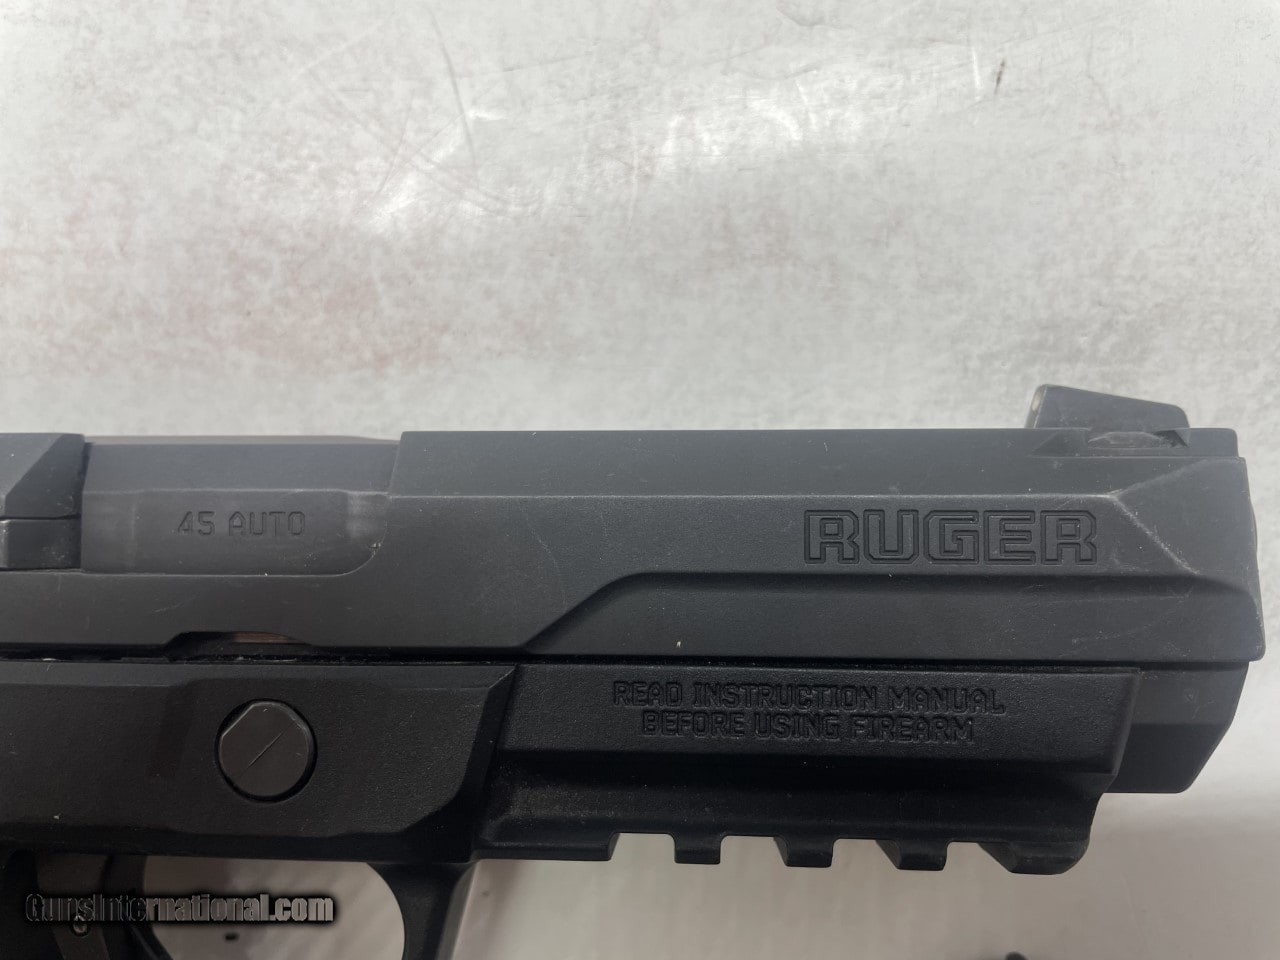 45 AUTO
RUGER
READ INSTRUCTION MANUAL
BEFORE USING FIREARM
GunsInternational.com